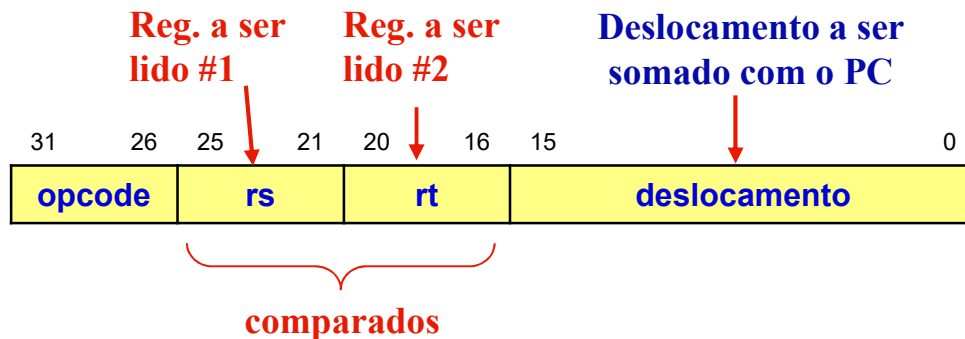 Reg. a ser
lido #1
Reg. a ser
lido #2
Deslocamento a ser
somado com o PC
31 26 25 21 20 16 15 0
opcode rs rt deslocamento
comparados